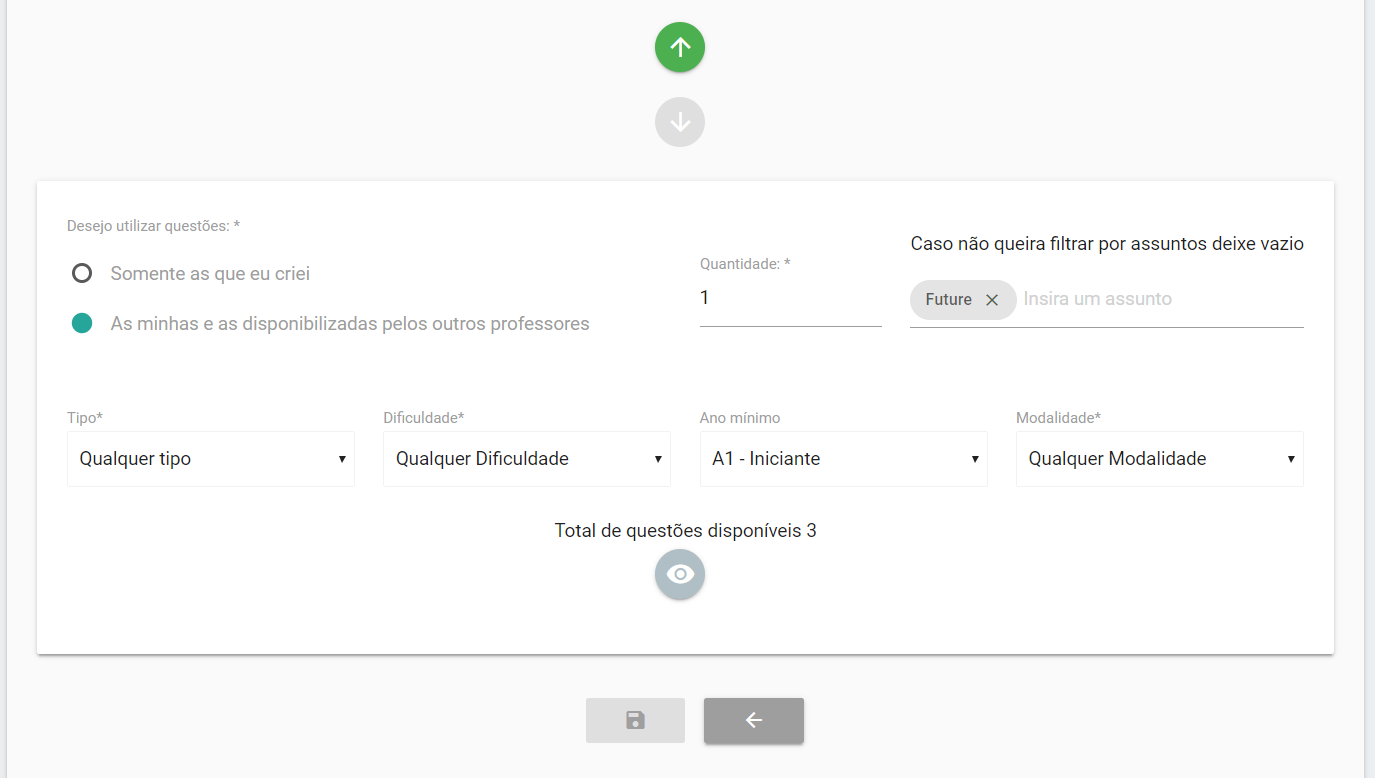 Desejo utilizar questões: *
Somente as que eu criei
As minhas e as disponibilizadas pelos outros professores
Quantidade: *
1
Caso não queira filtrar por assuntos deixe vazio
Future Insira um assunto
Tipo*
Qualquer tipo
Dificuldade*
Qualquer Dificuldade
Ano mínimo
A1 - Iniciante
Modalidade*
Qualquer Modalidade
Total de questões disponíveis 3